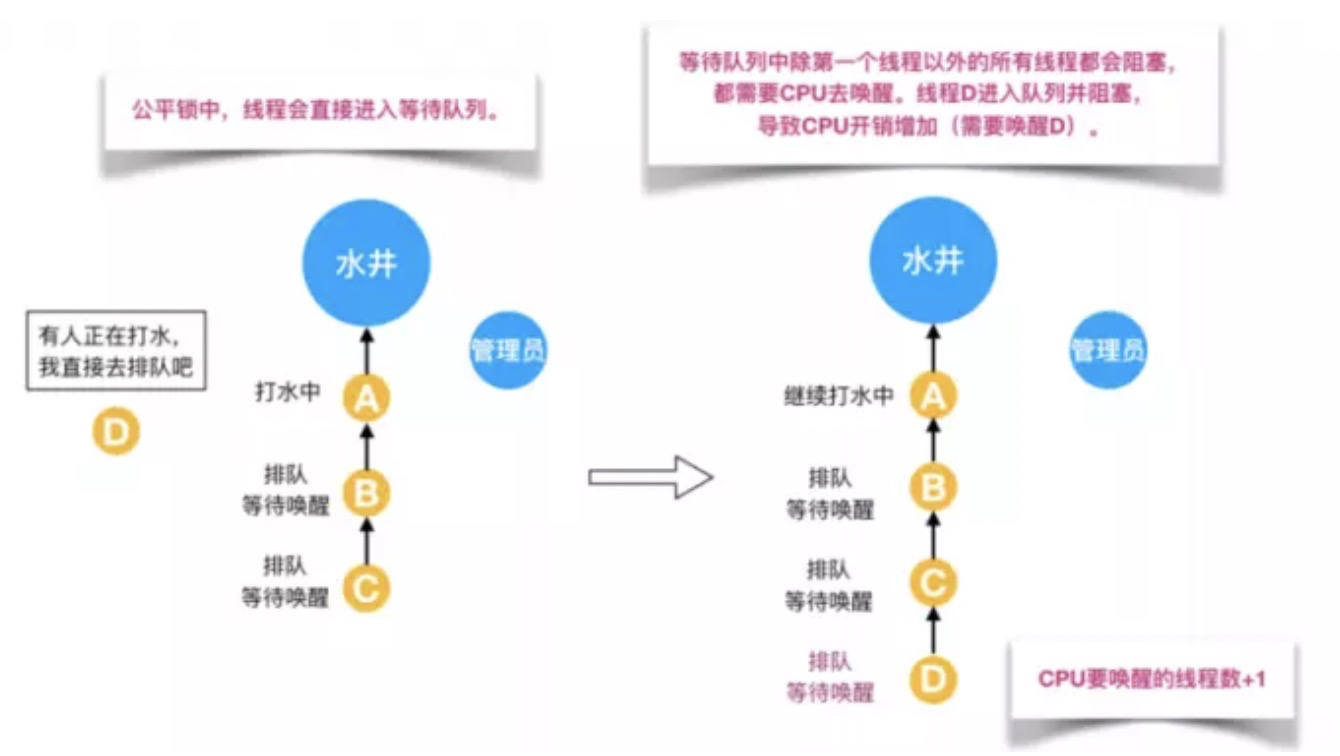 公平锁中，线程会直接进入等待队列。
等待队列中除第一个线程以外的所有线程都会阻塞，
都需要CPU去唤醒。线程D进入队列并阻塞，
导致CPU开销增加（需要唤醒D）。
水井
有人正在打水，
我直接去排队吧
D
管理员
打水中
A
排队
等待唤醒
B
排队
等待唤醒
C
水井
管理员
继续打水中
A
排队
等待唤醒
B
排队
等待唤醒
C
排队
等待唤醒
D
CPU要唤醒的线程数+1